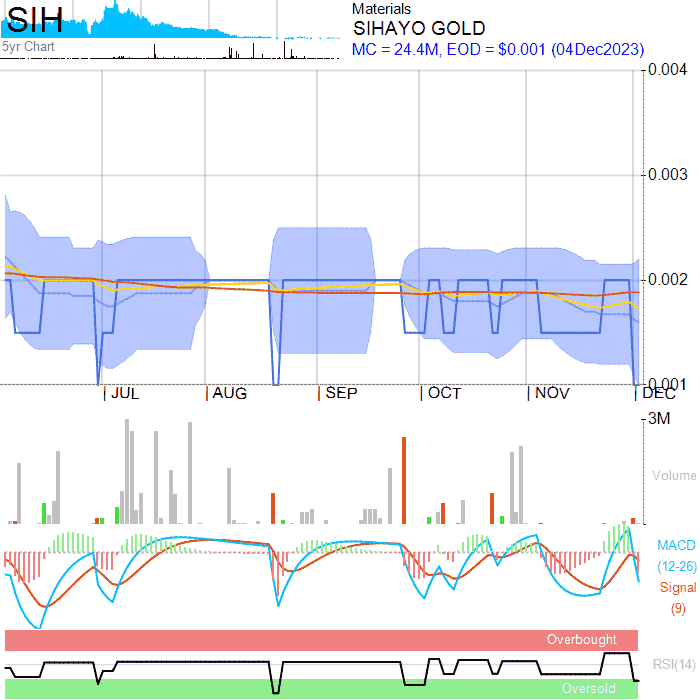 SIH
5yr Chart
Materials
SIHAYO GOLD
MC = 24.4M, EOD = $0.001 (04Dec2023)
0.004
0.003
0.002
0.001
JUL AUG SEP OCT NOV DEC
3M
Volume
MACD
(12-26)
Signal
(9)
Overbought
RSI(14)
Oversold